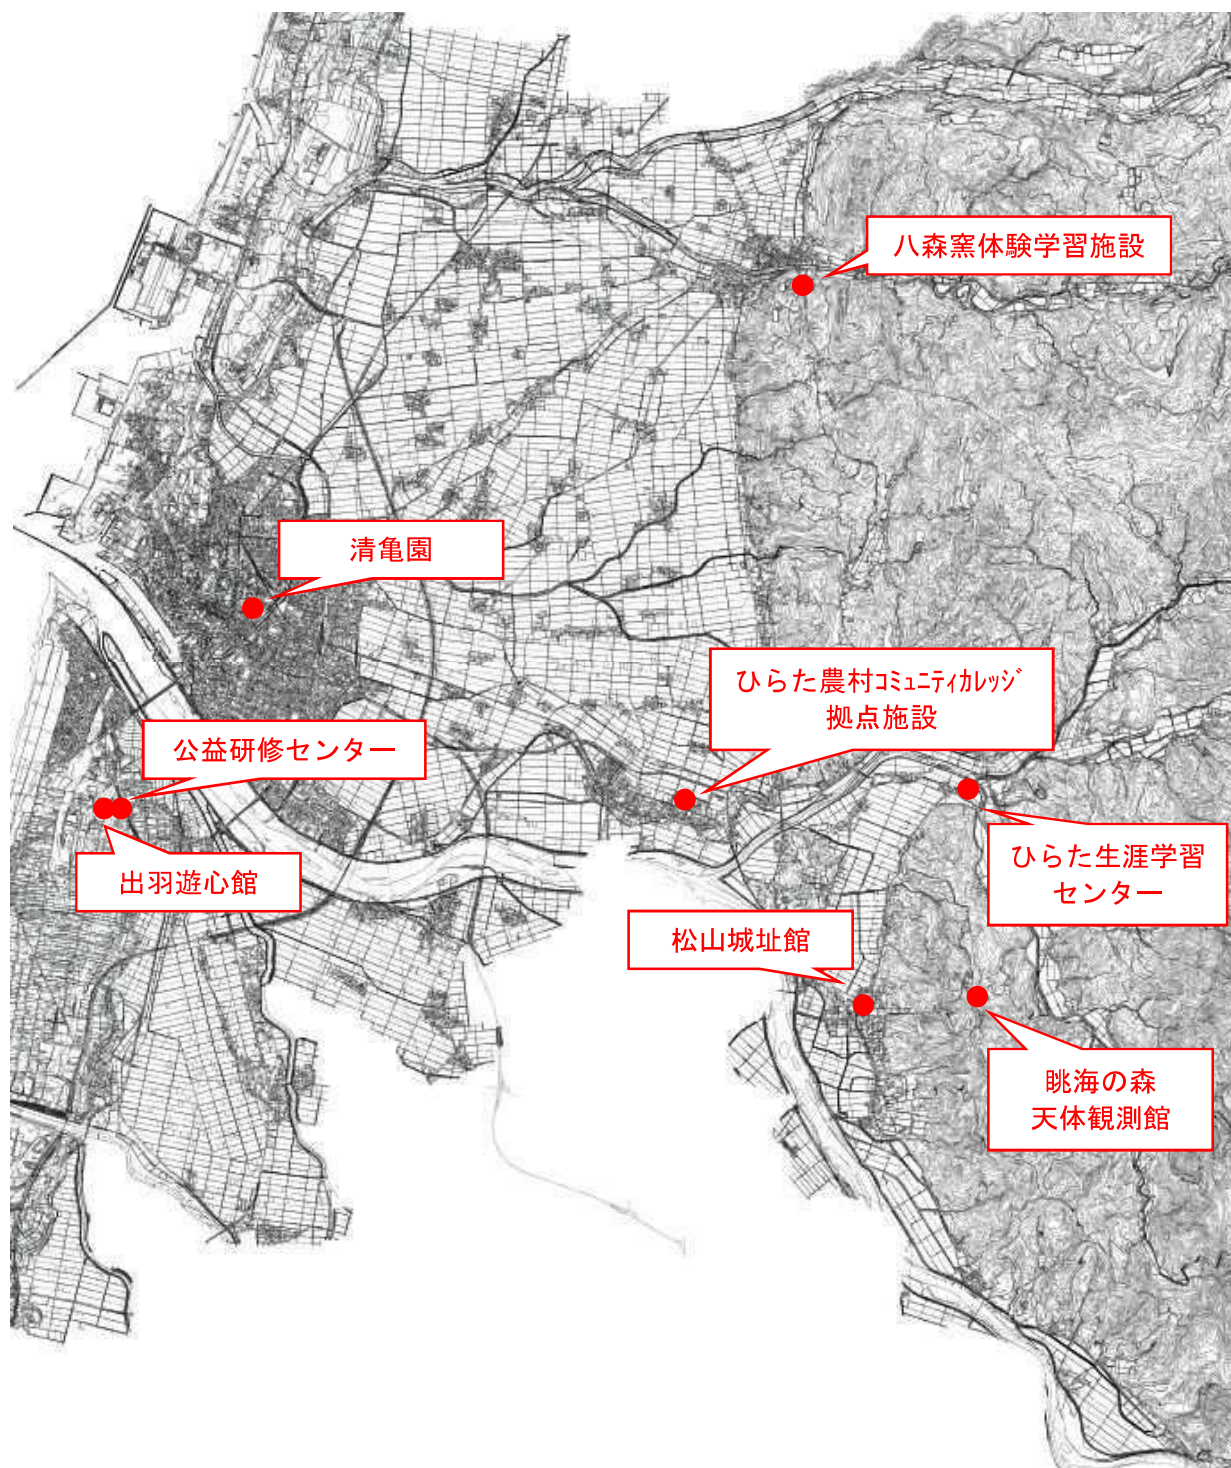 八森窯体験学習施設
清亀園
ひらた農村ｺﾐｭﾆﾃｨｶﾚｯｼﾞ
拠点施設
公益研修センター
出羽遊心館
ひらた生涯学習
センター
松山城址館
眺海の森
天体観測館